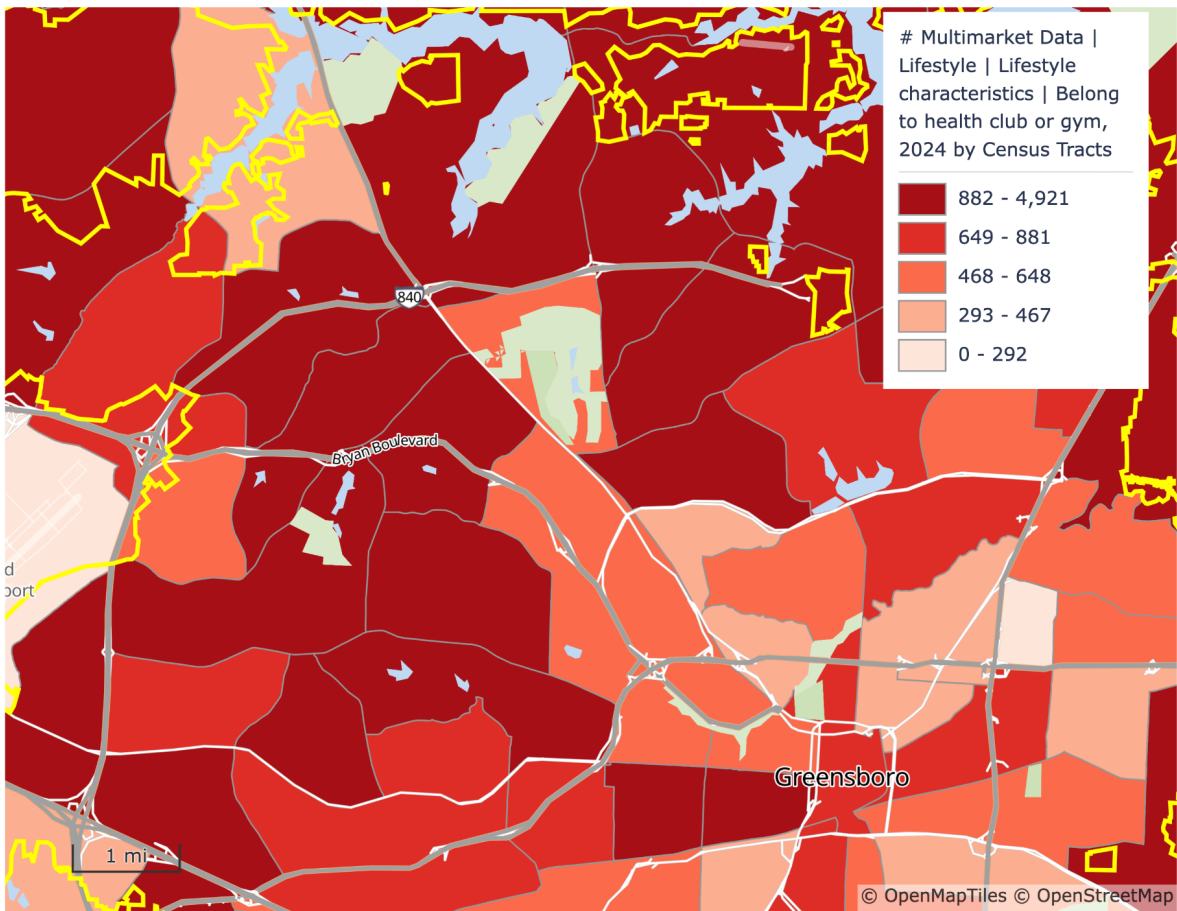 # Multimarket Data |
Lifestyle | Lifestyle
characteristics | Belong
to health club or gym,
2024 by Census Tracts
882 - 4,921
649 - 881
468 - 648
293 - 467
0 - 292
840
Bryan Boulevard
d
port
Greensboro
1 mi
© OpenMapTiles © OpenStreetMap